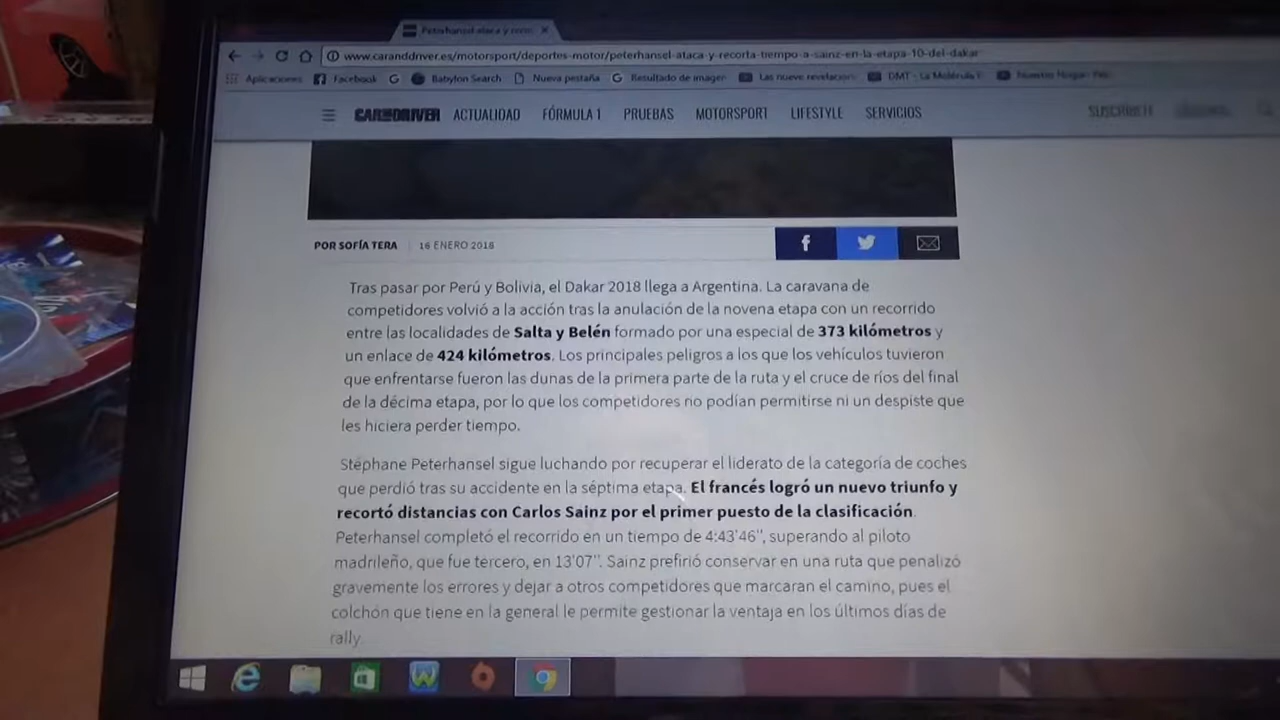 Peterhansel ataca y recor
www.caranddriver.es/motorsport/deportes-motor/peterhansel-ataca-y-recorta-tiempo-a-sainz-en-la-etapa-10-del-dakar
Aplicaciones Facebook Babylon Search Nueva pestaña Resultado de imagen Las nueve revelacion DMT - La Molécula
CAR AND DRIVER ACTUALIDAD FÓRMULA 1 PRUEBAS MOTORSPORT LIFESTYLE SERVICIOS SUSCRÍBETE
POR SOFÍA TERA 16 ENERO 2018
Tras pasar por Perú y Bolivia, el Dakar 2018 llega a Argentina. La caravana de
competidores volvió a la acción tras la anulación de la novena etapa con un recorrido
entre las localidades de Salta y Belén formado por una especial de 373 kilómetros y
un enlace de 424 kilómetros. Los principales peligros a los que los vehículos tuvieron
que enfrentarse fueron las dunas de la primera parte de la ruta y el cruce de ríos del final
de la décima etapa, por lo que los competidores no podían permitirse ni un despiste que
les hiciera perder tiempo.
Stéphane Peterhansel sigue luchando por recuperar el liderato de la categoría de coches
que perdió tras su accidente en la séptima etapa. El francés logró un nuevo triunfo y
recortó distancias con Carlos Sainz por el primer puesto de la clasificación.
Peterhansel completó el recorrido en un tiempo de 4:43'46'', superando al piloto
madrileño, que fue tercero, en 13'07''. Sainz prefirió conservar en una ruta que penalizó
gravemente los errores y dejar a otros competidores que marcaran el camino, pues el
colchón que tiene en la general le permite gestionar la ventaja en los últimos días de
rally.